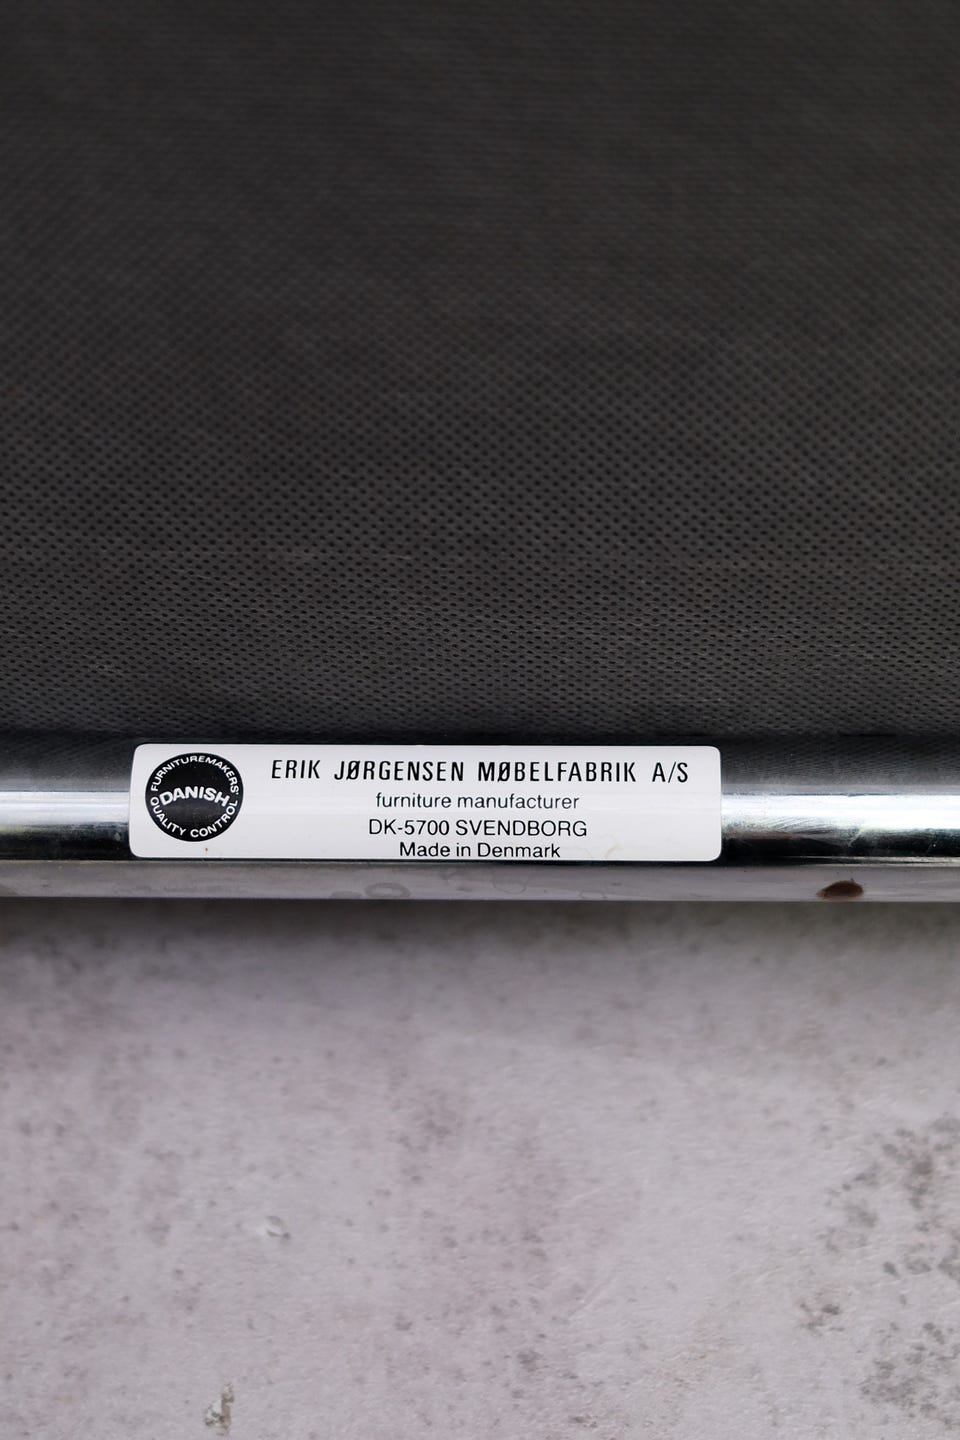 FURNITUREMAKERS'
DANISH
QUALITY CONTROL
ERIK JØRGENSEN MØBELFABRIK A/S
furniture manufacturer
DK-5700 SVENDBORG
Made in Denmark